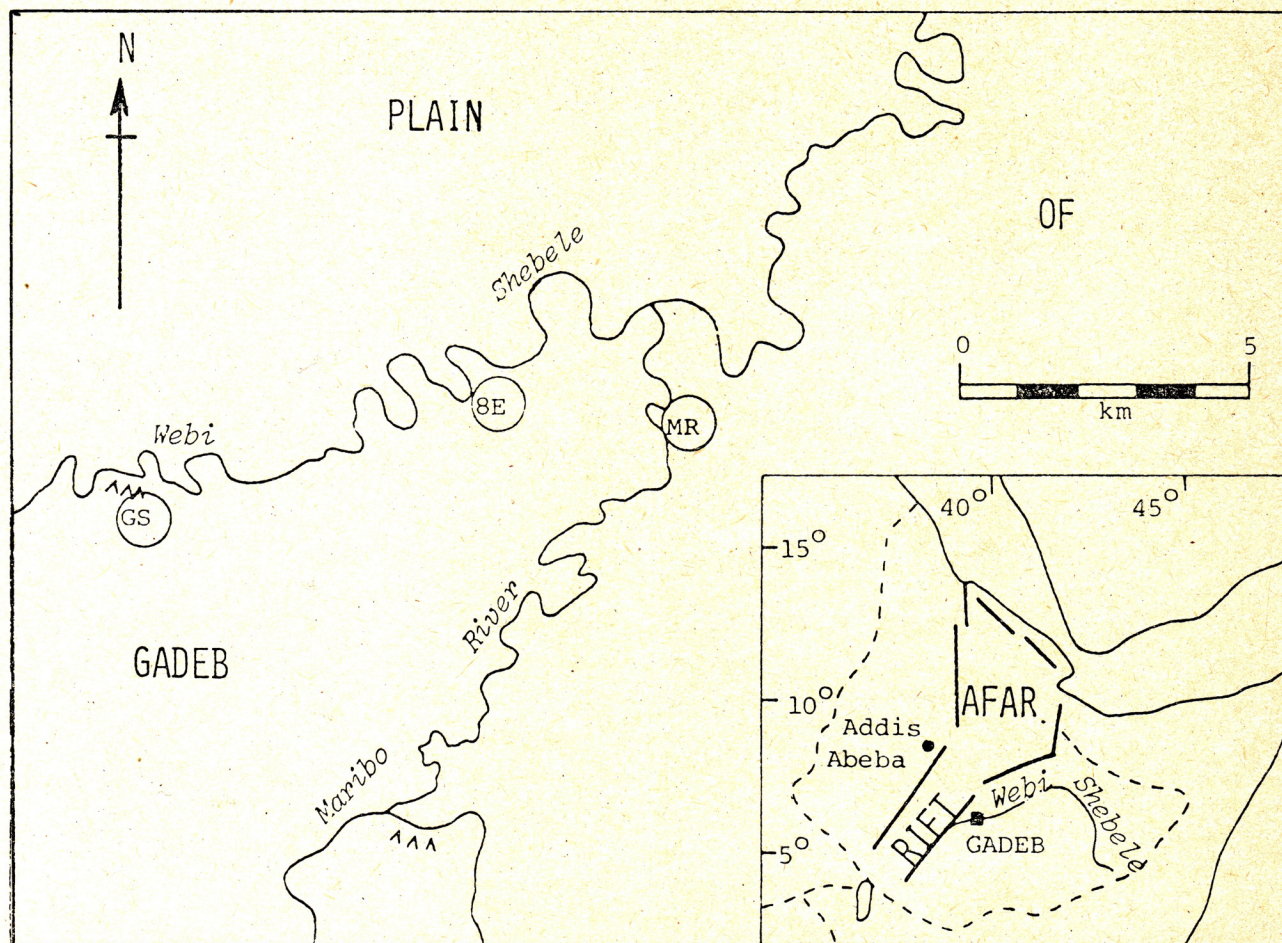 N
PLAIN
OF
Shebele
0 5
km
8E
MR
Webi
GS
River
GADEB
Maribo
40° 45°
15°
10°
5°
AFAR.
Addis
Abeba
RIFT
Webi
Shebele
GADEB